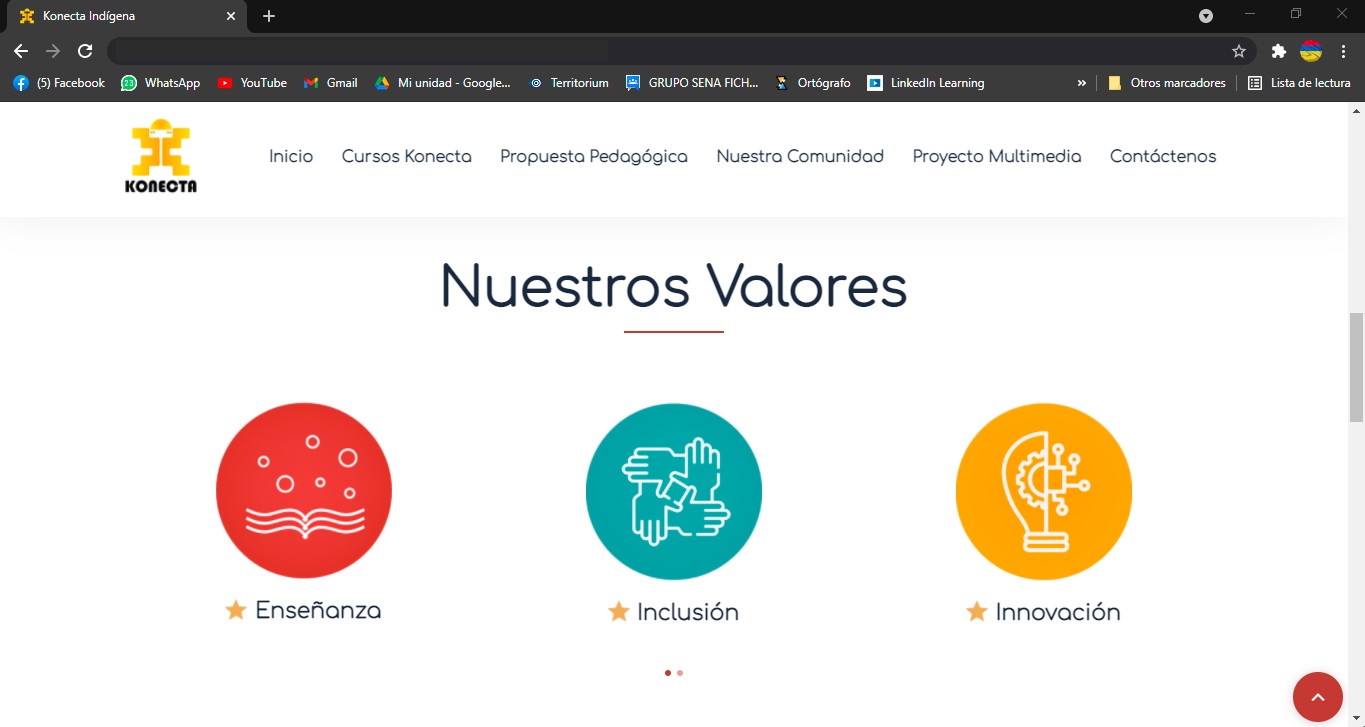 Konecta Indígena
(5) Facebook
23
WhatsApp
YouTube
Gmail
Mi unidad - Google...
Territorium
GRUPO SENA FICH...
Ortógrafo
LinkedIn Learning
»
Otros marcadores
Lista de lectura
KONECTA
Inicio
Cursos Konecta
Propuesta Pedagógica
Nuestra Comunidad
Proyecto Multimedia
Contáctenos
Nuestros Valores
Enseñanza
Inclusión
Innovación